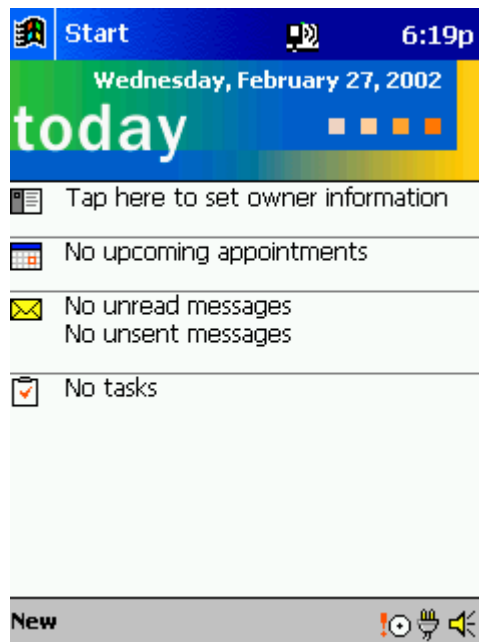 Start 6:19p
Wednesday, February 27, 2002
today
Tap here to set owner information
No upcoming appointments
No unread messages
No unsent messages
No tasks
New